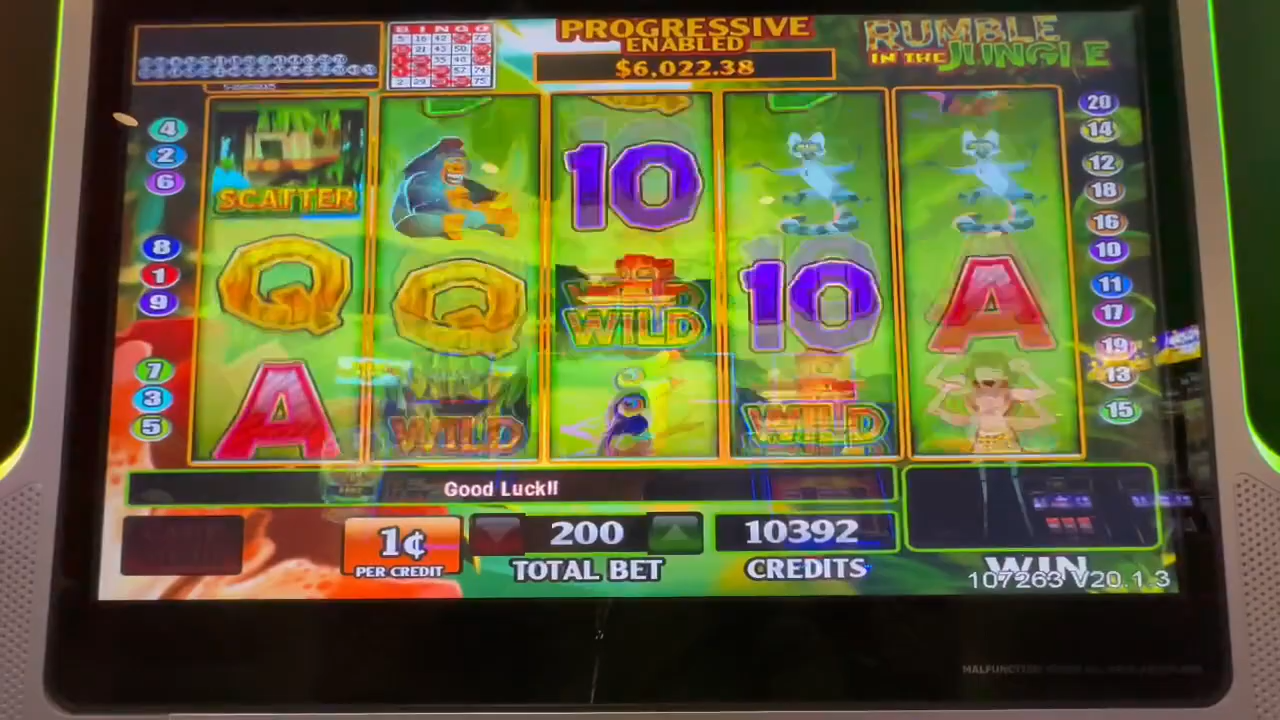 BINGO
PROGRESSIVE
ENABLED
$6,022.38
RUMBLE
IN THE JUNGLE
4
2
6
8
1
9
7
3
5
20
14
12
18
16
10
11
17
19
13
15
SCATTER
10
Q
Q
WILD
10
A
A
WILD
WILD
Good Luck!!
1¢
PER CREDIT
200
TOTAL BET
10392
CREDITS
WIN
107263 V20.1.3